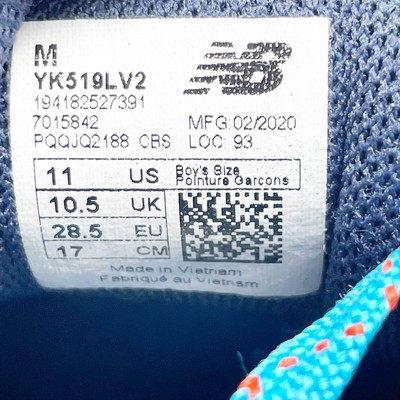 M
YK519LV2
194182527391
7015842 MFG:02/2020
PQQJQ2188 CBS LOC: 93
11 US Boy's Size
Pointure Garcons
10.5 UK
28.5 EU
17 CM
Made in Vietnam
Fabriqué au Vietnam